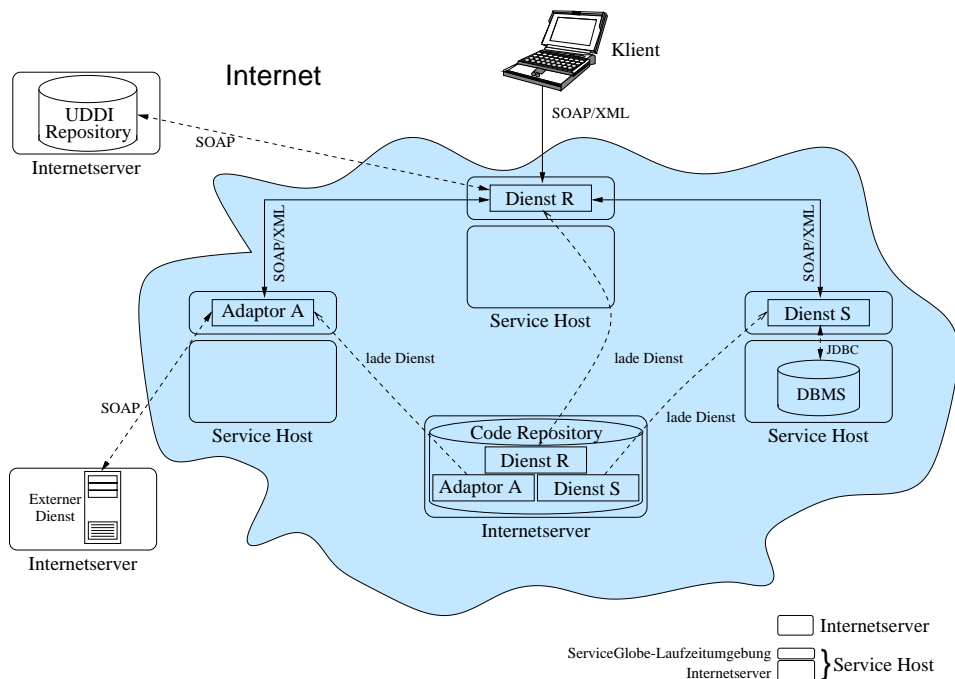 Klient
Internet
UDDI
Repository
Internetserver
SOAP
SOAP/XML
Dienst R
SOAP/XML
SOAP/XML
Service Host
Adaptor A
Dienst S
JDBC
DBMS
lade Dienst
lade Dienst
lade Dienst
Service Host
Service Host
SOAP
Code Repository
Dienst R
Adaptor A
Dienst S
Internetserver
Externer
Dienst
Internetserver
Internetserver
ServiceGlobe-Laufzeitumgebung
Internetserver
Service Host